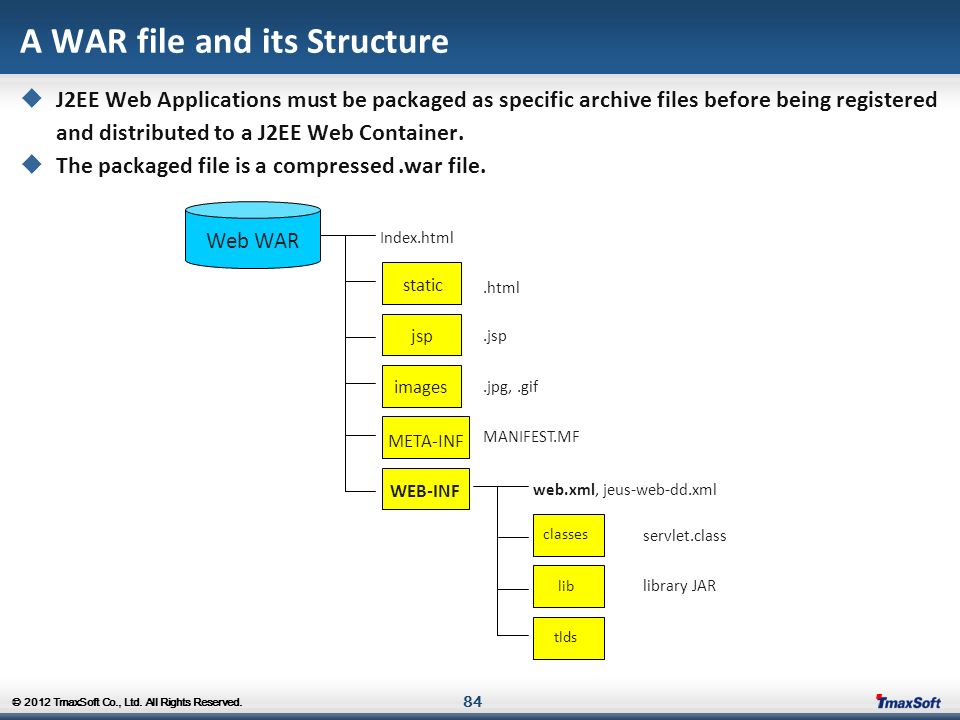 A WAR file and its Structure
J2EE Web Applications must be packaged as specific archive files before being registered
and distributed to a J2EE Web Container.
The packaged file is a compressed .war file.
Web WAR
Index.html
static
.html
jsp
.jsp
images
.jpg, .gif
META-INF
MANIFEST.MF
WEB-INF
web.xml, jeus-web-dd.xml
classes
servlet.class
lib
library JAR
tlds
© 2012 TmaxSoft Co., Ltd. All Rights Reserved.
84
TmaxSoft